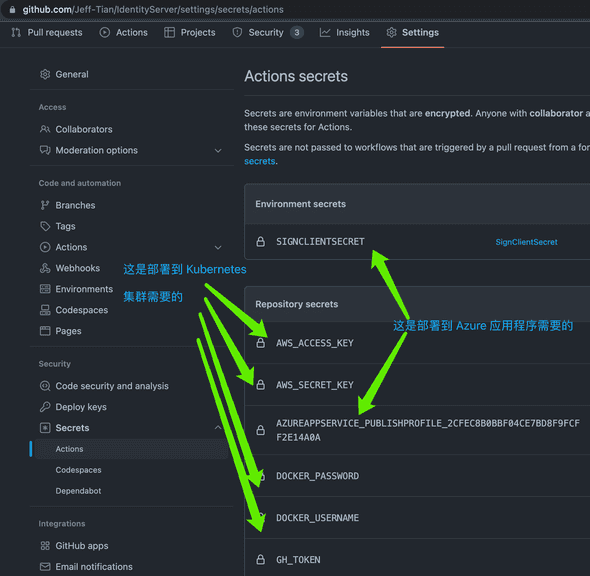 github.com/Jeff-Tian/IdentityServer/settings/secrets/actions
Pull requests Actions Projects Security 3 Insights Settings
General
Access
Collaborators
Moderation options
Code and automation
Branches
Tags
Actions
Webhooks
Environments
Codespaces
Pages
Security
Code security and analysis
Deploy keys
Secrets
Actions
Codespaces
Dependabot
Integrations
GitHub apps
Email notifications
这是部署到 Kubernetes
集群需要的
Actions secrets
Secrets are environment variables that are encrypted. Anyone with collaborator a
these secrets for Actions.
Secrets are not passed to workflows that are triggered by a pull request from a for
secrets.
Environment secrets
SIGNCLIENTSECRET SignClientSecret
Repository secrets
这是部署到 Azure 应用程序需要的
AWS_ACCESS_KEY
AWS_SECRET_KEY
AZUREAPPSERVICE_PUBLISHPROFILE_2CFEC8B0BBF04CE7BD8F9FCF
F2E14A0A
DOCKER_PASSWORD
DOCKER_USERNAME
GH_TOKEN